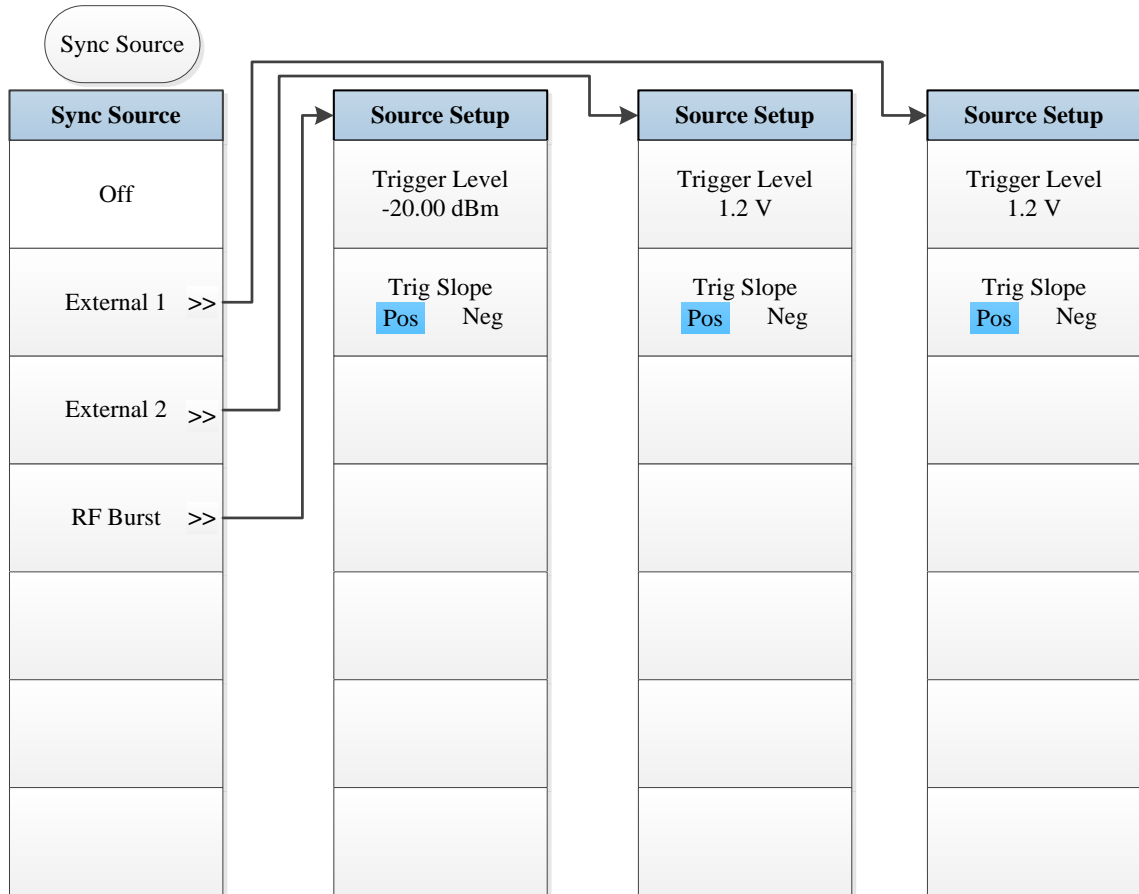 Sync Source
Sync Source
Off
External 1 >>
External 2 >>
RF Burst >>
Source Setup
Trigger Level
-20.00 dBm
Trig Slope
Pos Neg
Source Setup
Trigger Level
1.2 V
Trig Slope
Pos Neg
Source Setup
Trigger Level
1.2 V
Trig Slope
Pos Neg